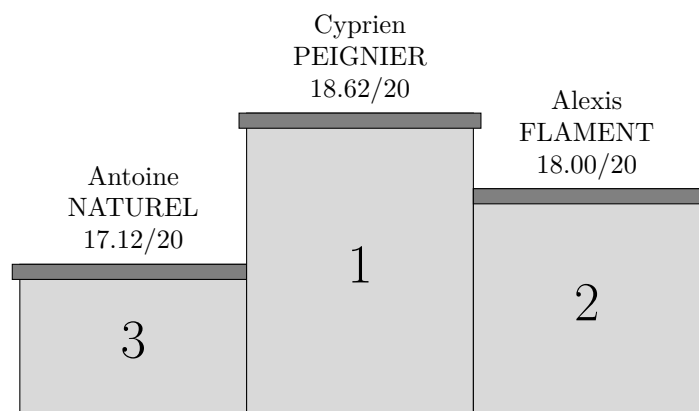 Cyprien
PEIGNIER
18.62/20
Alexis
FLAMENT
18.00/20
Antoine
NATUREL
17.12/20
1
2
3